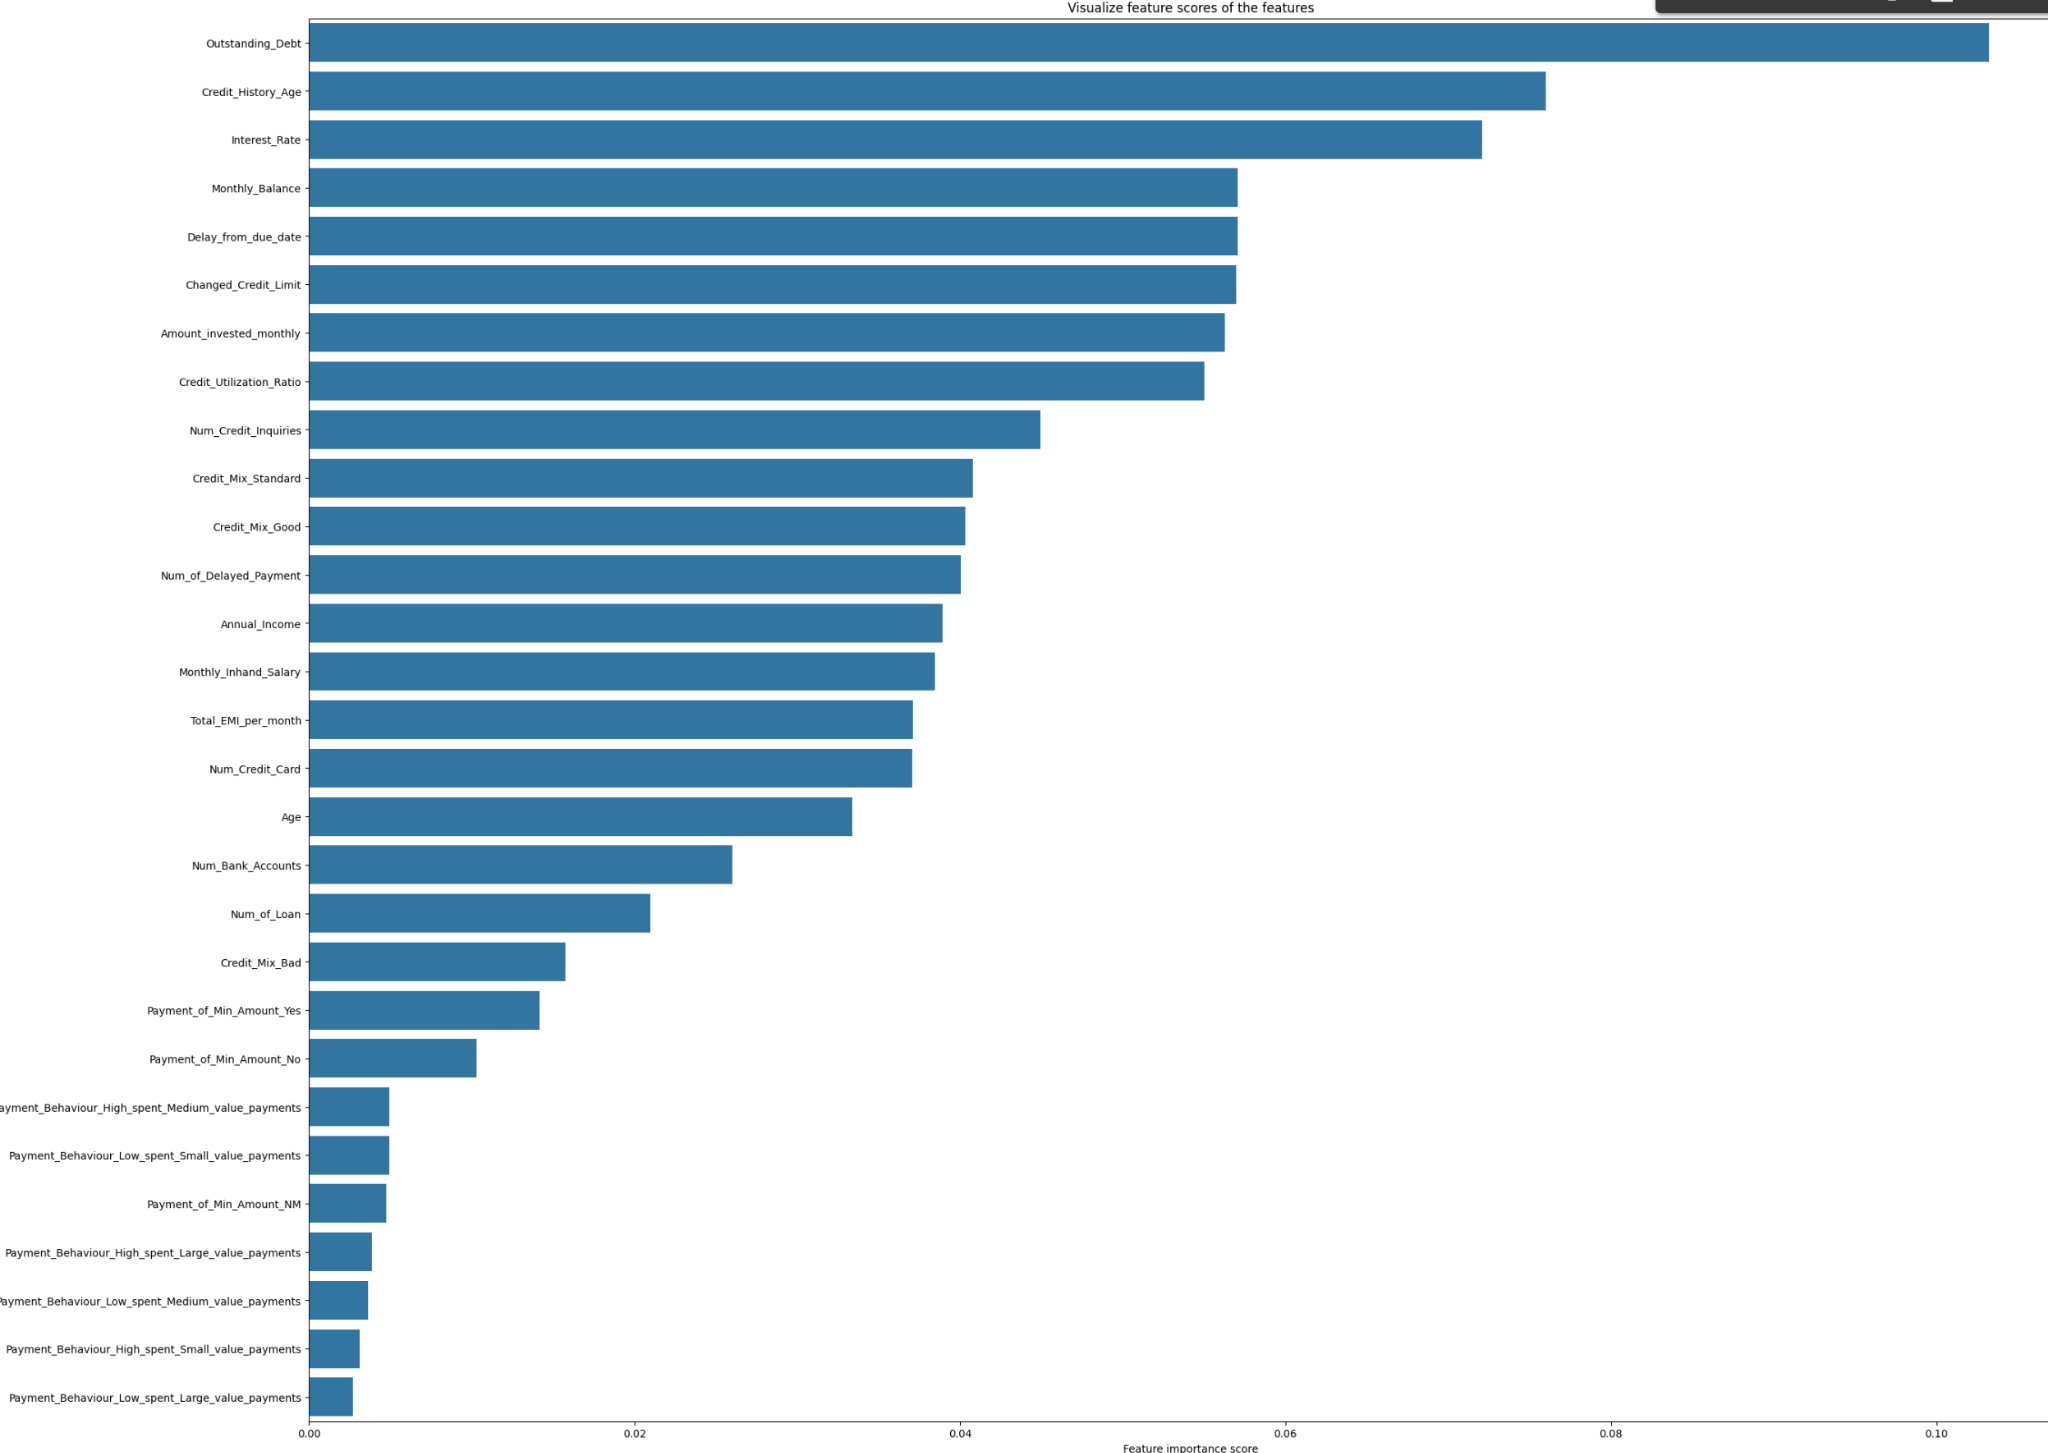 Visualize feature scores of the features
Outstanding_Debt
Credit_History_Age
Interest_Rate
Monthly_Balance
Delay_from_due_date
Changed_Credit_Limit
Amount_invested_monthly
Credit_Utilization_Ratio
Num_Credit_Inquiries
Credit_Mix_Standard
Credit_Mix_Good
Num_of_Delayed_Payment
Annual_Income
Monthly_Inhand_Salary
Total_EMI_per_month
Num_Credit_Card
Age
Num_Bank_Accounts
Num_of_Loan
Credit_Mix_Bad
Payment_of_Min_Amount_Yes
Payment_of_Min_Amount_No
ayment_Behaviour_High_spent_Medium_value_payments
Payment_Behaviour_Low_spent_Small_value_payments
Payment_of_Min_Amount_NM
Payment_Behaviour_High_spent_Large_value_payments
Payment_Behaviour_Low_spent_Medium_value_payments
Payment_Behaviour_High_spent_Small_value_payments
Payment_Behaviour_Low_spent_Large_value_payments
0.00 0.02 0.04 0.06 0.08 0.10
Feature importance score